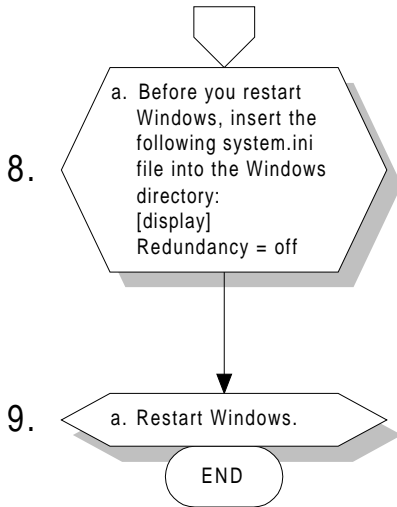 8.
a. Before you restart
Windows, insert the
following system.ini
file into the Windows
directory:
[display]
Redundancy = off
9.
a. Restart Windows.
END